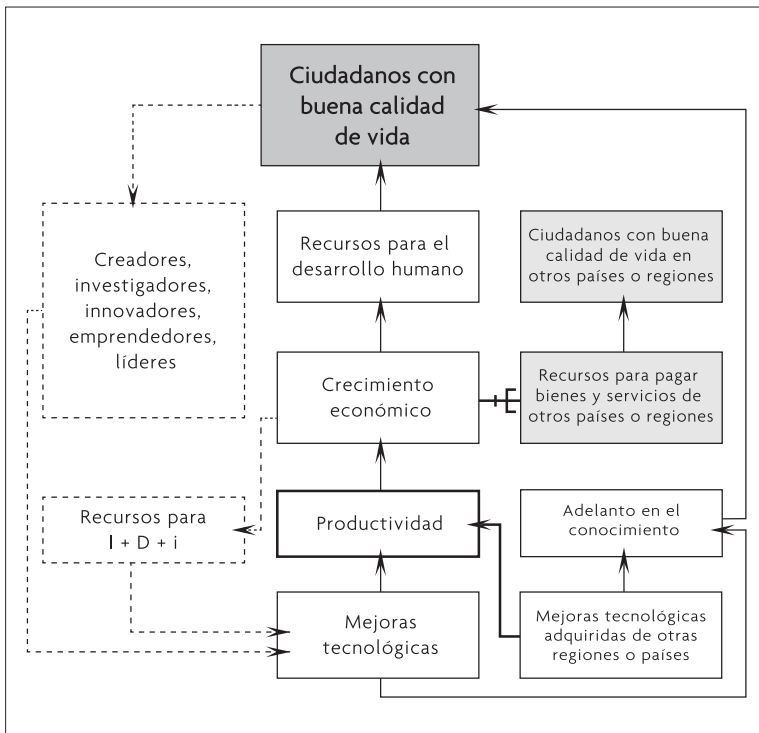 Ciudadanos con
buena calidad
de vida
Creadores,
investigadores,
innovadores,
emprendedores,
líderes
Recursos para el
desarrollo humano
Ciudadanos con buena
calidad de vida en
otros países o regiones
Crecimiento
económico
Recursos para pagar
bienes y servicios de
otros países o regiones
Recursos para
I + D + i
Productividad
Adelanto en el
conocimiento
Mejoras
tecnológicas
Mejoras tecnológicas
adquiridas de otras
regiones o países